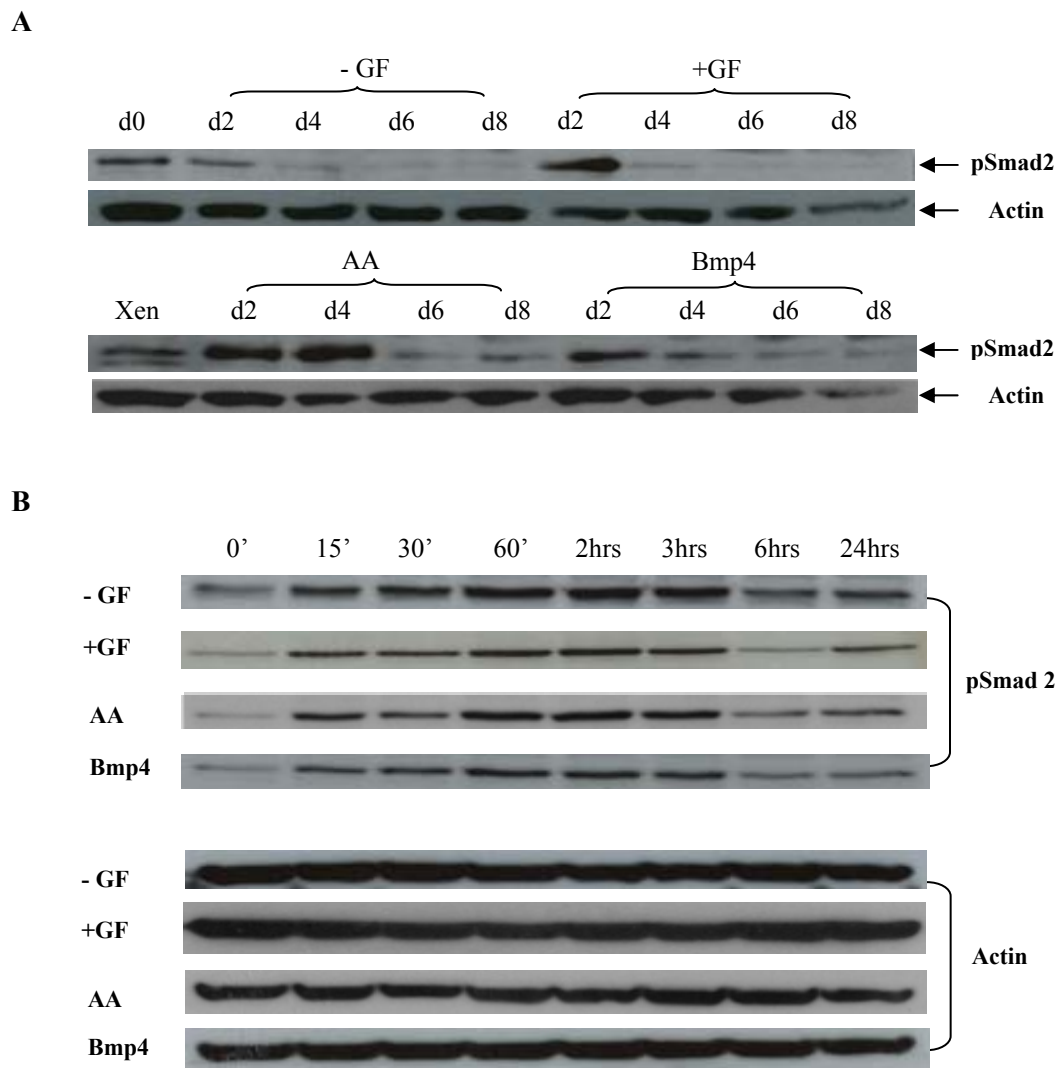 A
- GF +GF
d0 d2 d4 d6 d8 d2 d4 d6 d8
pSmad2
Actin
AA Bmp4
Xen d2 d4 d6 d8 d2 d4 d6 d8
pSmad2
Actin
B
0’ 15’ 30’ 60’ 2hrs 3hrs 6hrs 24hrs
- GF
+GF
pSmad 2
AA
Bmp4
- GF
+GF
Actin
AA
Bmp4